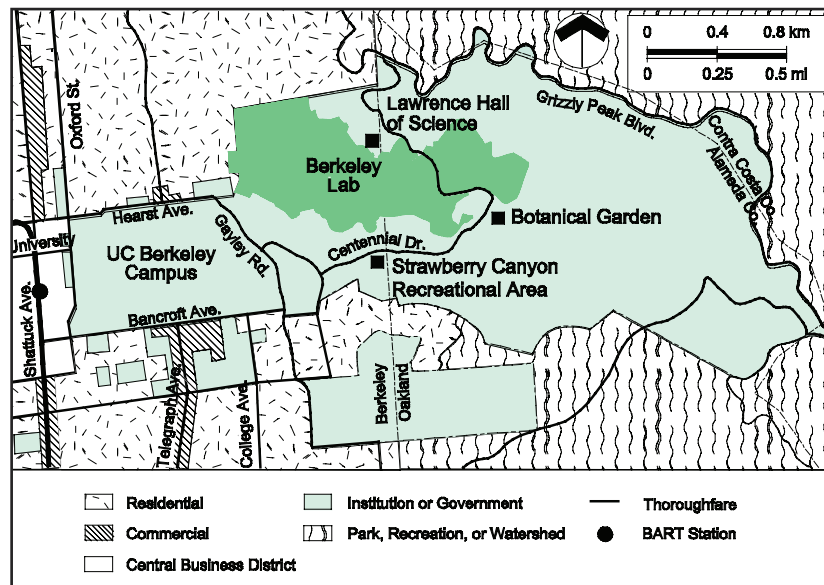 0 0.4 0.8 km
0 0.25 0.5 mi
Oxford St.
Lawrence Hall
of Science
Grizzly Peak Blvd.
Contra Costa Co.
Alameda Co.
Berkeley
Lab
Hearst Ave.
Botanical Garden
University
Gayley Rd.
Centennial Dr.
UC Berkeley
Campus
Strawberry Canyon
Recreational Area
Shattuck Ave.
Bancroft Ave.
Telegraph Ave.
College Ave.
Berkeley
Oakland
Residential
Institution or Government
Thoroughfare
Commercial
Park, Recreation, or Watershed
BART Station
Central Business District